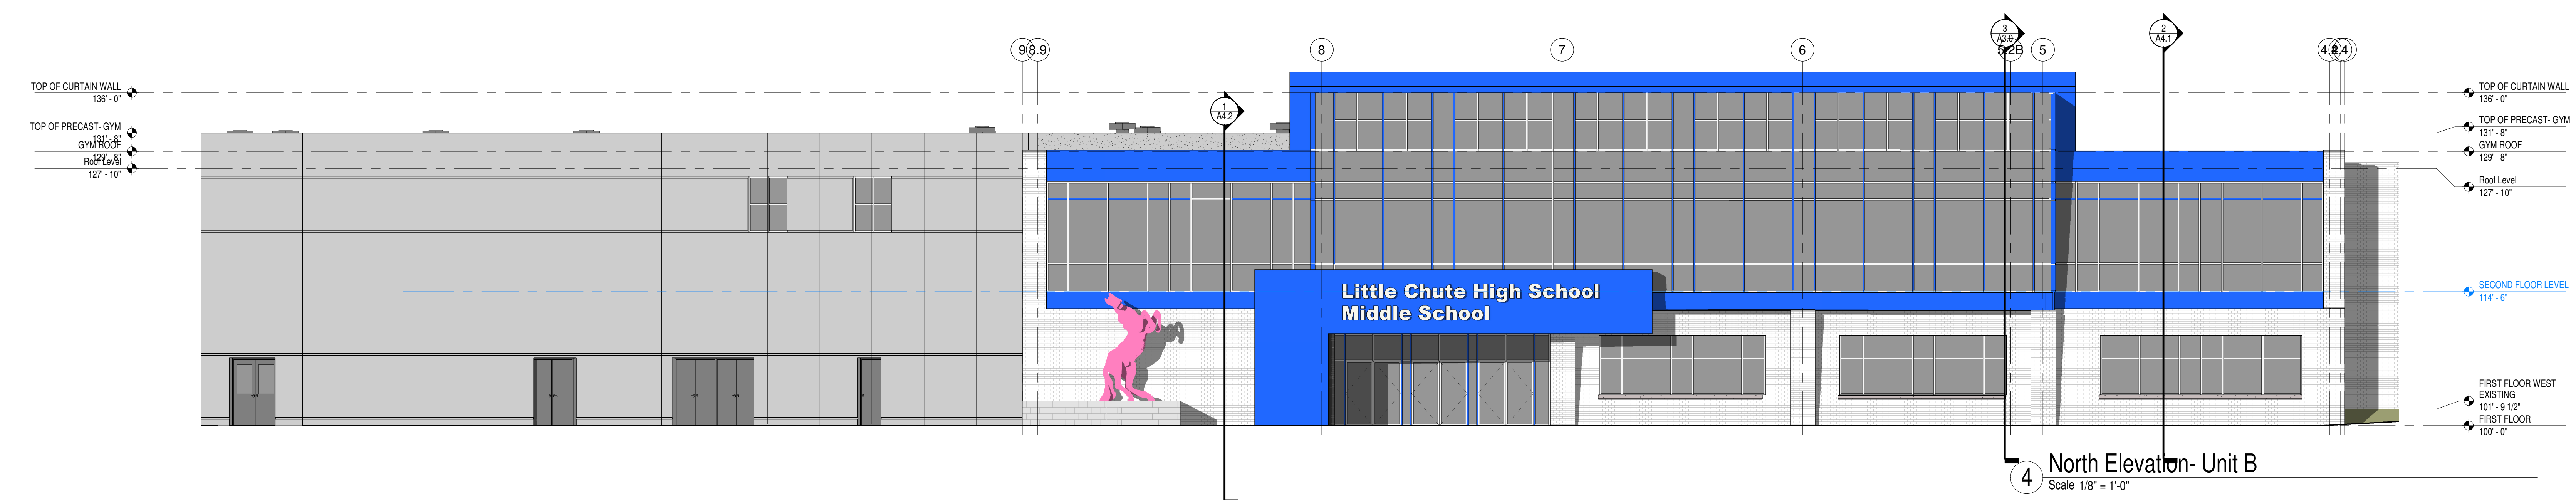 9
8.9
8
7
6
3
A3.0
5.2B
5
2
A4.1
1
A4.2
TOP OF CURTAIN WALL
136' - 0"
TOP OF PRECAST- GYM
131' - 8"
GYM ROOF
129' - 8"
Roof Level
127' - 10"
Little Chute High School
Middle School
TOP OF CURTAIN WALL
136' - 0"
TOP OF PRECAST- GYM
131' - 8"
GYM ROOF
129' - 8"
Roof Level
127' - 10"
SECOND FLOOR LEVEL
114' - 6"
FIRST FLOOR WEST-
EXISTING
101' - 9 1/2"
FIRST FLOOR
100' - 0"
4
North Elevation- Unit B
Scale 1/8" = 1'-0"